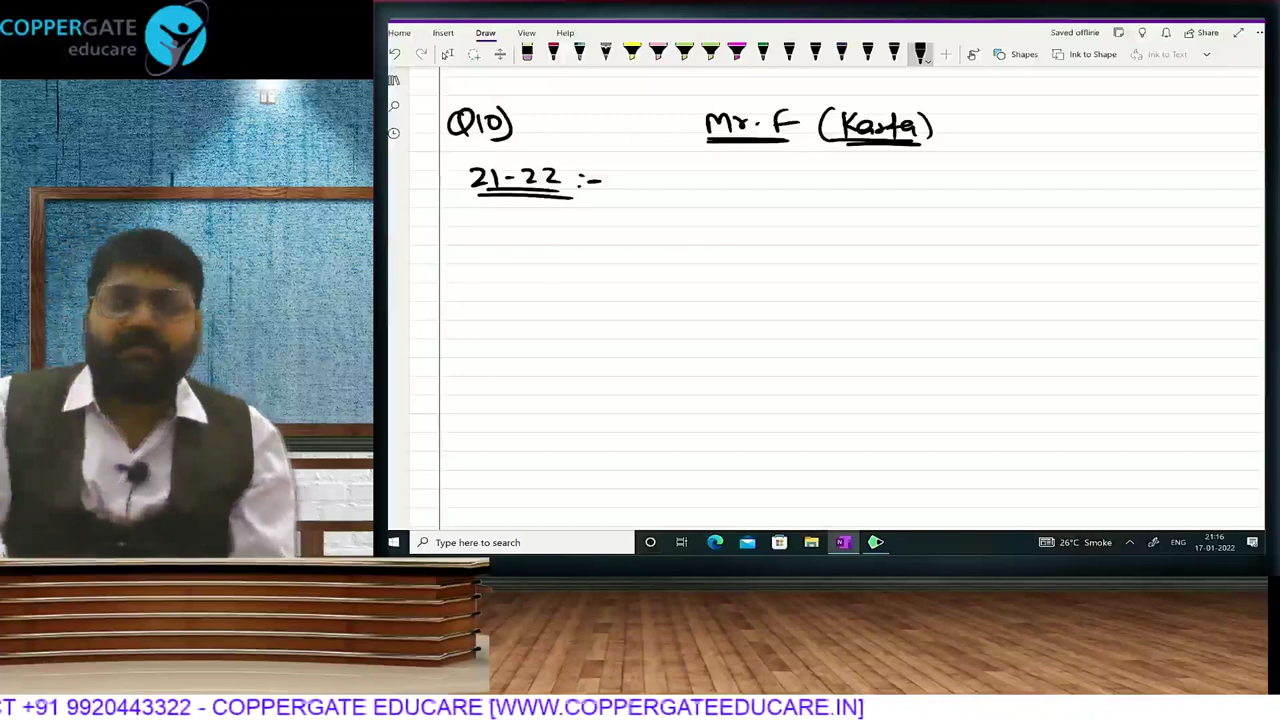 COPPERGATE
educare
Home Insert Draw View Help
Saved offline
Share
Shapes
Ink to Shape
Ink to Text
Q10) Mr. F (Karta)
21-22 :-
Type here to search
26°C Smoke
ENG
21:16
17-01-2022
CT +91 9920443322 - COPPERGATE EDUCARE [WWW.COPPERGATEEDUCARE.IN]